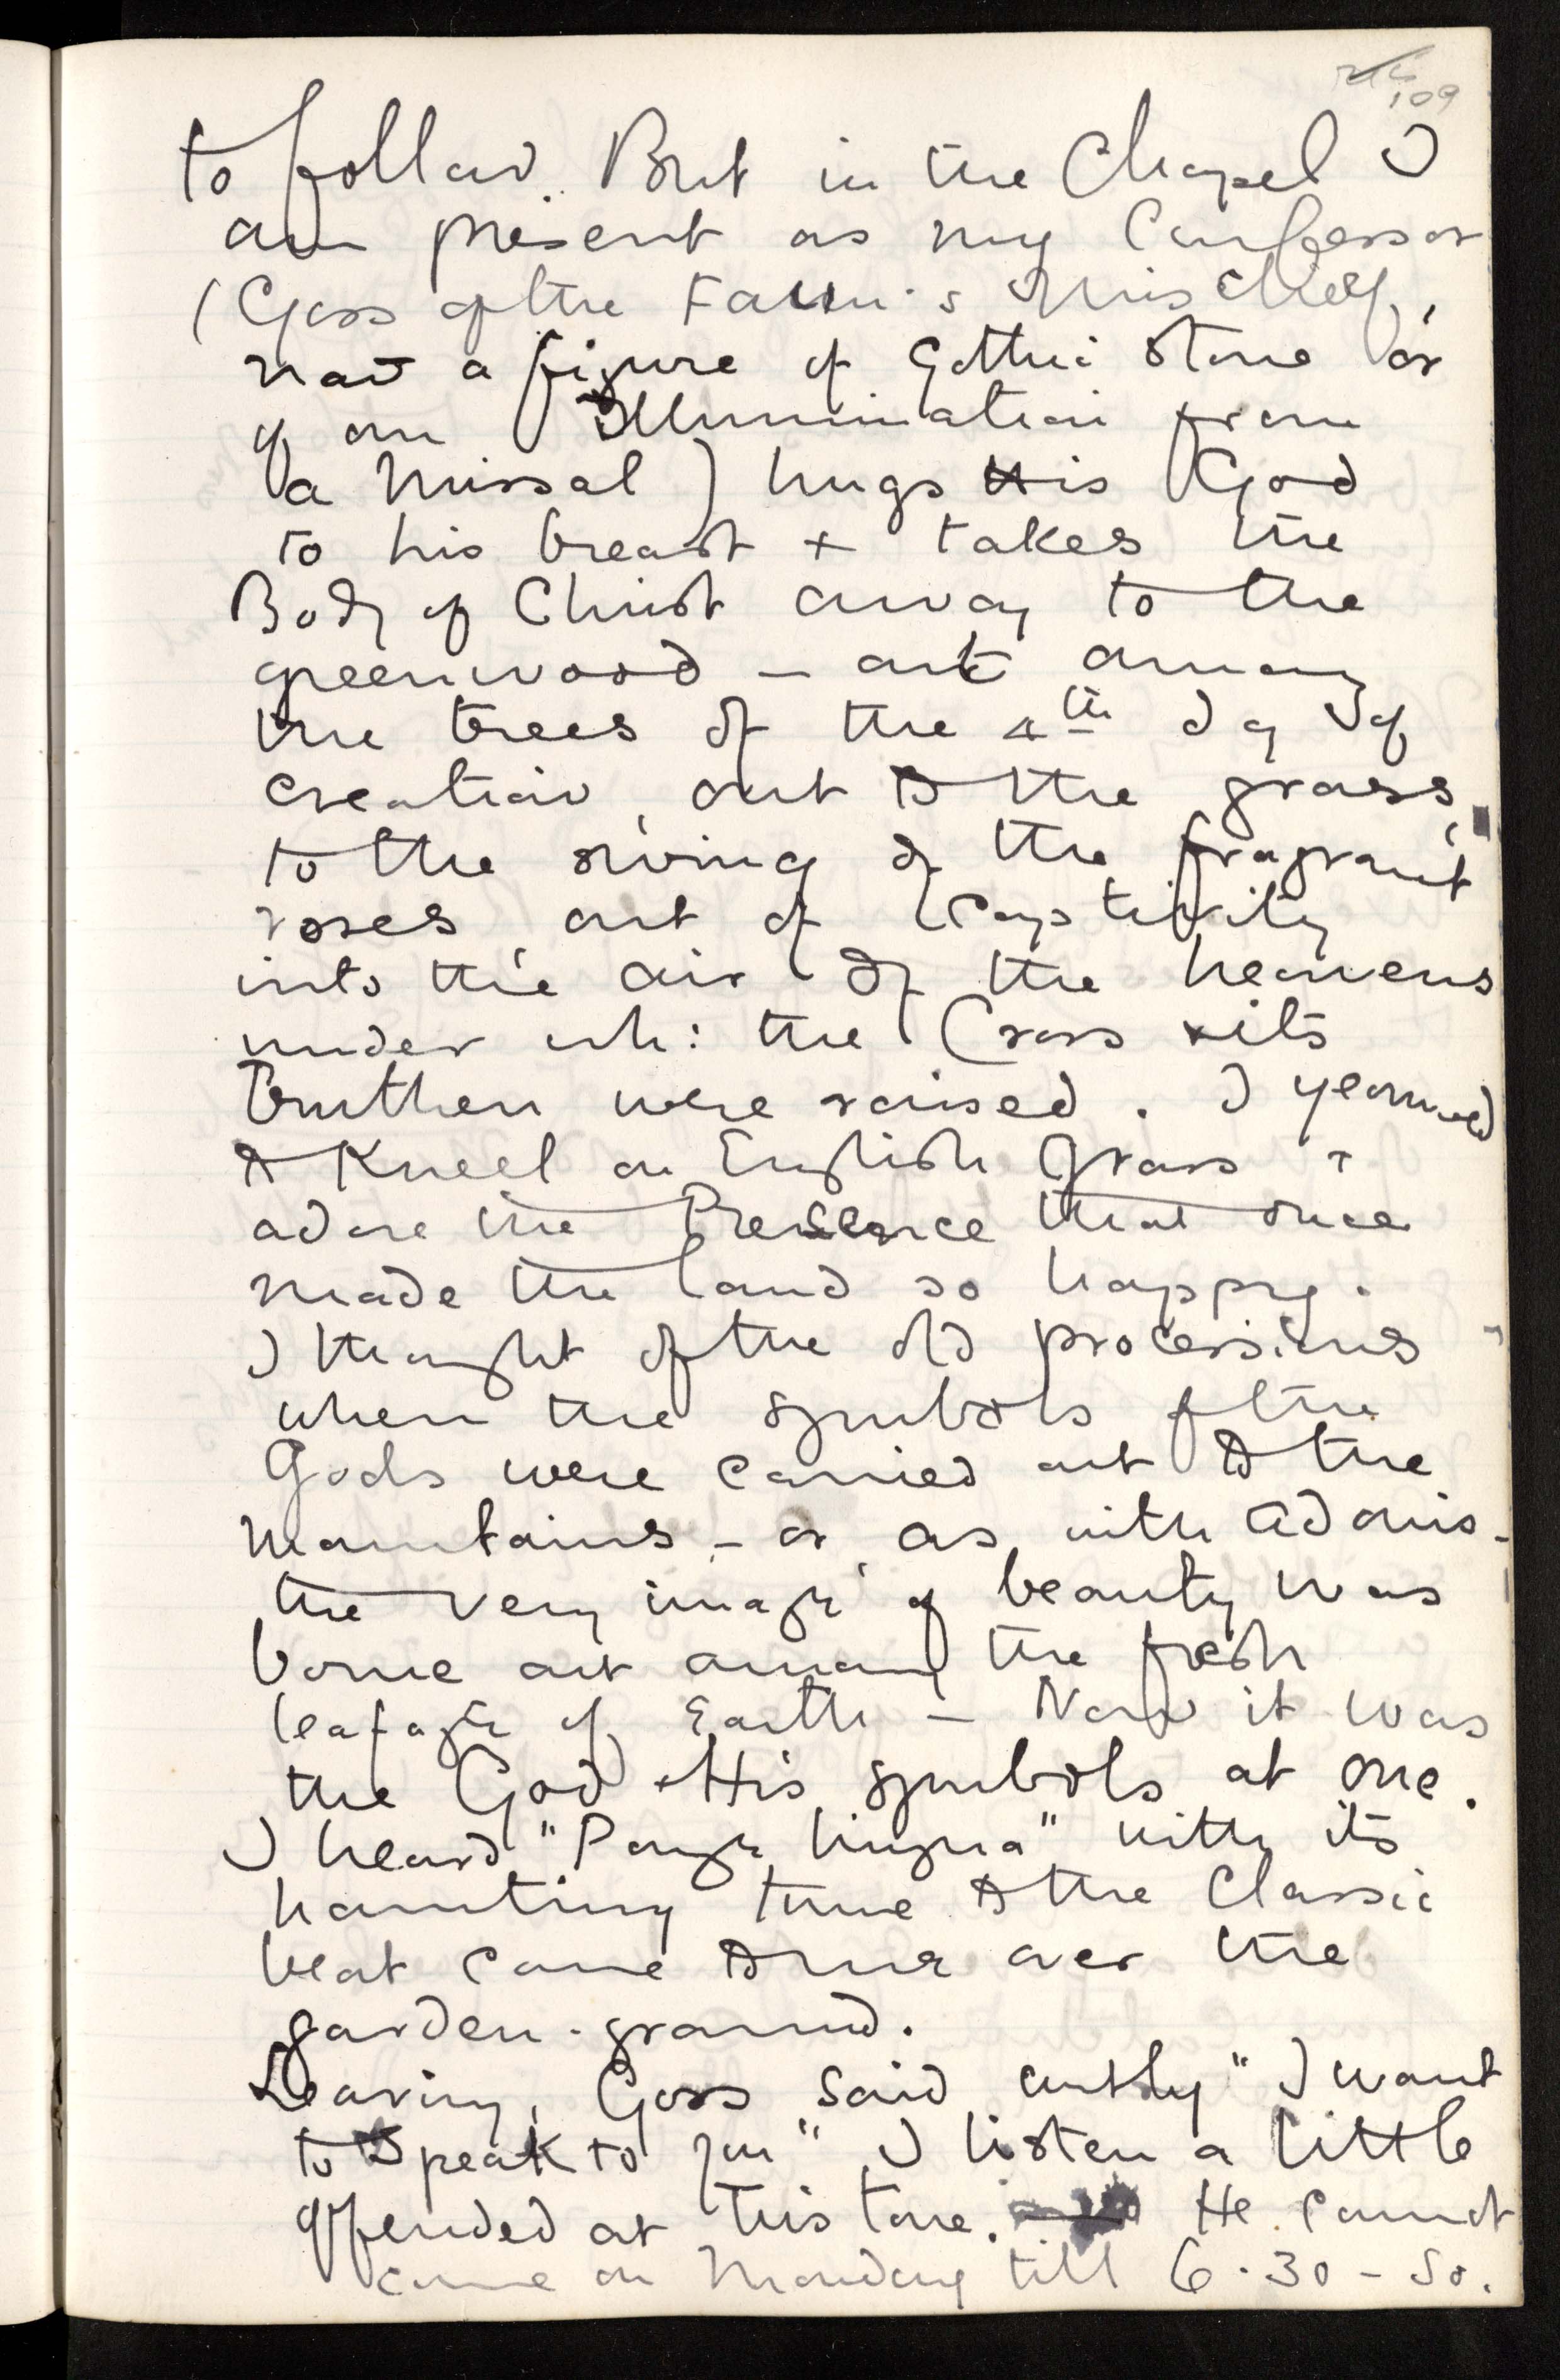 109
to follow. But in the Chapel I
am present as my Confessor
(Goss of the Faun's Mischief,
now a figure of Gothic stone or
of an Illumination from
a Missal) hugs His God
to his breast + takes the
Body of Christ away to the
greenwood — out among
the trees of the 4th day of
creation, out to the grass,
to the swing of the fragrant
roses, out of Captivity
into the air of the heavens
under wh: the Cross + its
Burthen were raised. I yearned
to Kneel on English Grass +
adore the Presence that once
made the land so happy.
I thought of the old processions
when the symbols of the
Gods were carried out to the
Mountains — or, as with Adonis —
the very image of beauty was
borne out among the fresh
leafage of Earth — Now it was
the God + His symbols at one.
I heard "Pange lingua" with its
haunting tune to the Classic
beat come to me over the
garden-ground.
Leaving, Goss said curtly "I want
to Speak to you" I listen a little
offended at this tone. He cannot
come on Monday till 6.30 — So.